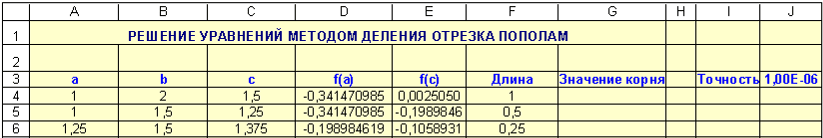 A B C D E F G H I J
1 РЕШЕНИЕ УРАВНЕНИЙ МЕТОДОМ ДЕЛЕНИЯ ОТРЕЗКА ПОПОЛАМ
2
3 a b c f(a) f(c) Длина Значение корня Точность 1,00E-06
4 1 2 1,5 -0,341470985 0,0025050 1
5 1 1,5 1,25 -0,341470985 -0,1989846 0,5
6 1,25 1,5 1,375 -0,198984619 -0,1058931 0,25